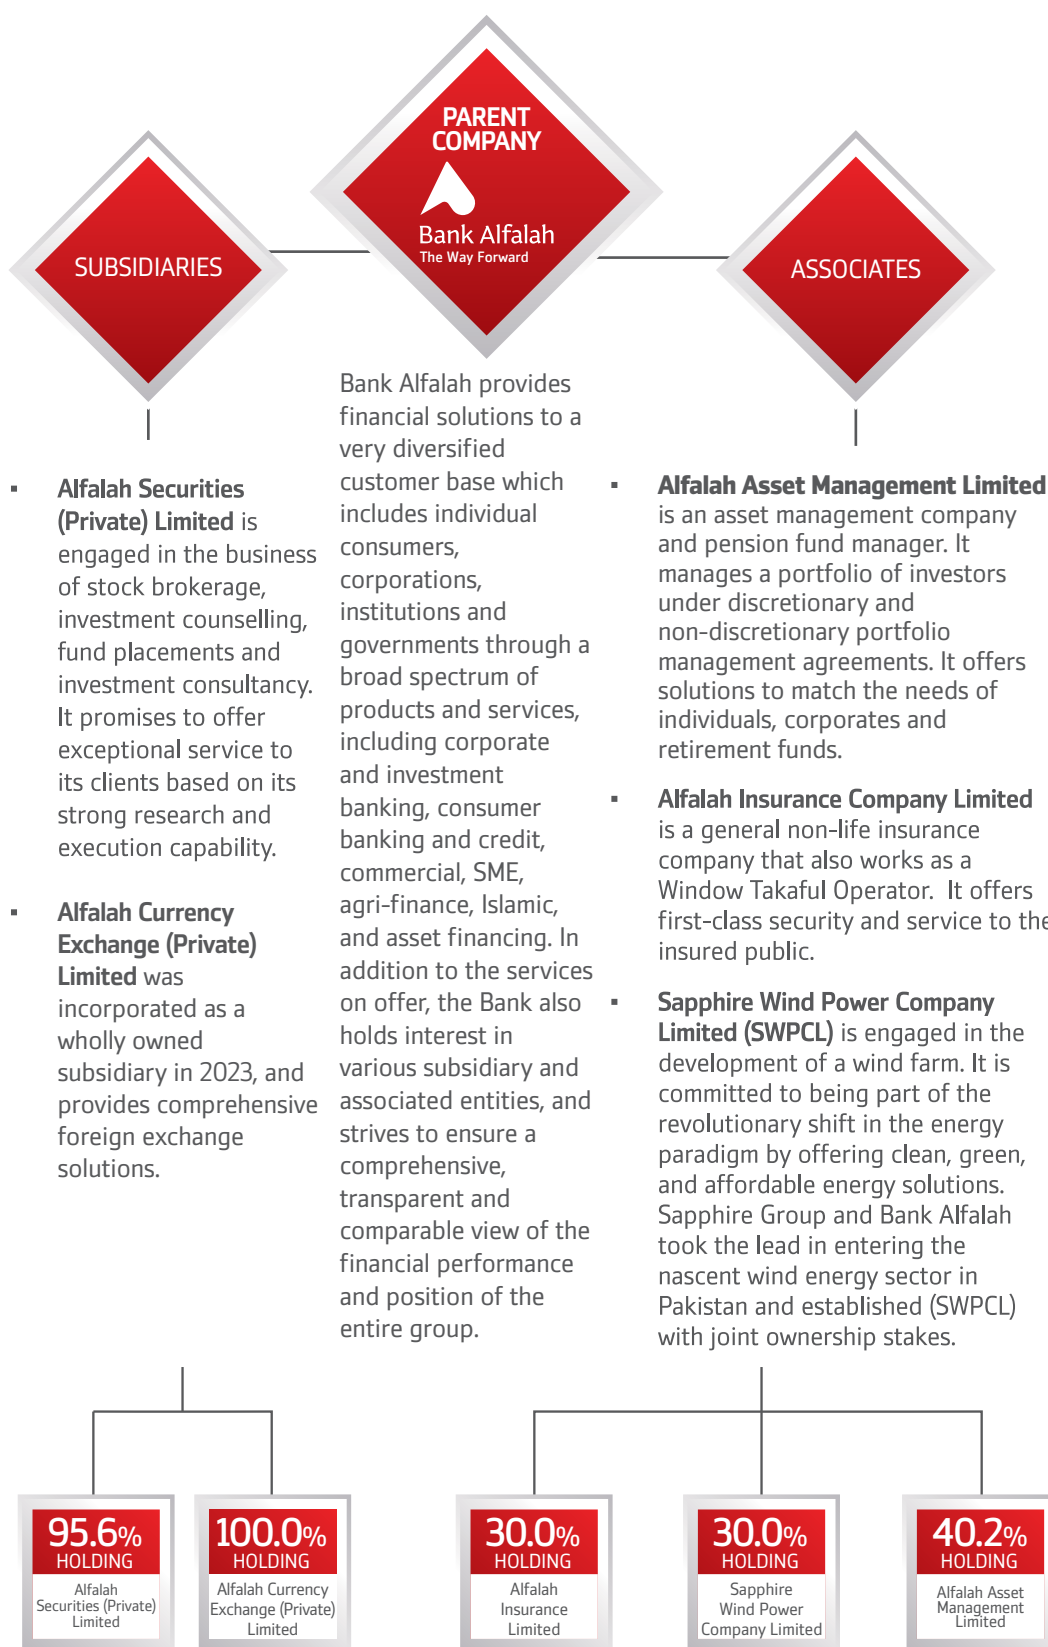 PARENT
COMPANY
Bank Alfalah
The Way Forward
SUBSIDIARIES
ASSOCIATES
▪ Alfalah Securities
(Private) Limited is
engaged in the business
of stock brokerage,
investment counselling,
fund placements and
investment consultancy.
It promises to offer
exceptional service to
its clients based on its
strong research and
execution capability.
▪ Alfalah Currency
Exchange (Private)
Limited was
incorporated as a
wholly owned
subsidiary in 2023, and
provides comprehensive
foreign exchange
solutions.
Bank Alfalah provides
financial solutions to a
very diversified
customer base which
includes individual
consumers,
corporations,
institutions and
governments through a
broad spectrum of
products and services,
including corporate
and investment
banking, consumer
banking and credit,
commercial, SME,
agri-finance, Islamic,
and asset financing. In
addition to the services
on offer, the Bank also
holds interest in
various subsidiary and
associated entities, and
strives to ensure a
comprehensive,
transparent and
comparable view of the
financial performance
and position of the
entire group.
▪ Alfalah Asset Management Limited
is an asset management company
and pension fund manager. It
manages a portfolio of investors
under discretionary and
non-discretionary portfolio
management agreements. It offers
solutions to match the needs of
individuals, corporates and
retirement funds.
▪ Alfalah Insurance Company Limited
is a general non-life insurance
company that also works as a
Window Takaful Operator. It offers
first-class security and service to the
insured public.
▪ Sapphire Wind Power Company
Limited (SWPCL) is engaged in the
development of a wind farm. It is
committed to being part of the
revolutionary shift in the energy
paradigm by offering clean, green,
and affordable energy solutions.
Sapphire Group and Bank Alfalah
took the lead in entering the
nascent wind energy sector in
Pakistan and established (SWPCL)
with joint ownership stakes.
95.6%
HOLDING
Alfalah
Securities (Private)
Limited
100.0%
HOLDING
Alfalah Currency
Exchange (Private)
Limited
30.0%
HOLDING
Alfalah
Insurance
Limited
30.0%
HOLDING
Sapphire
Wind Power
Company Limited
40.2%
HOLDING
Alfalah Asset
Management
Limited